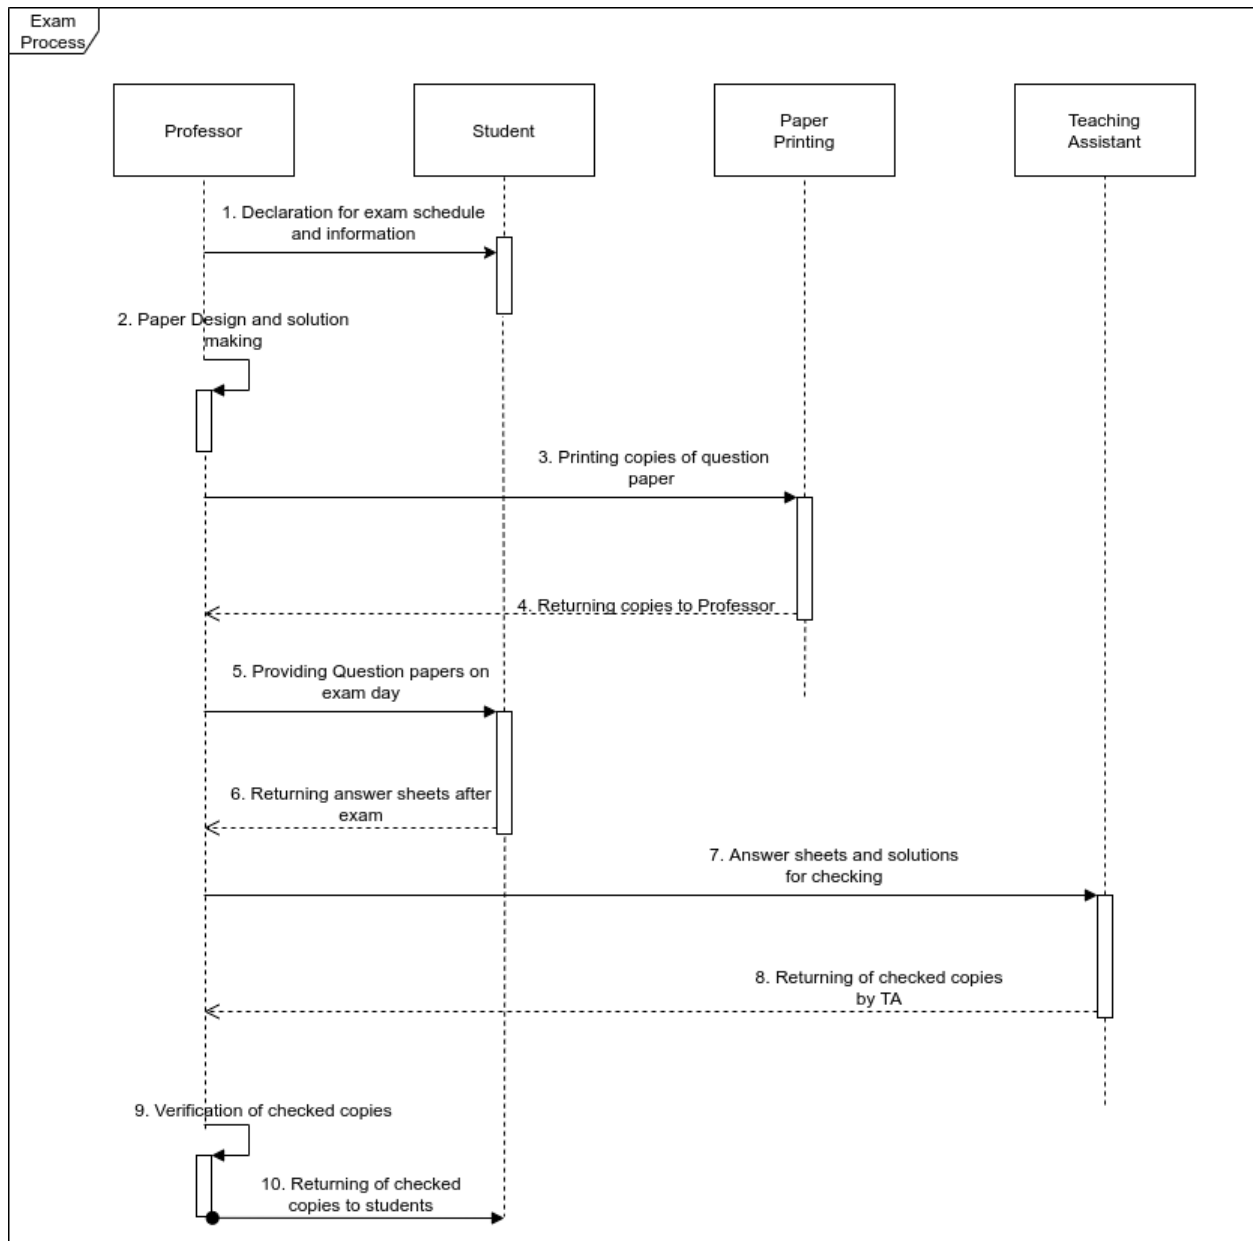 Exam
Process
Professor
Student
Paper
Printing
Teaching
Assistant
1. Declaration for exam schedule
and information
2. Paper Design and solution
making
3. Printing copies of question
paper
4. Returning copies to Professor
5. Providing Question papers on
exam day
6. Returning answer sheets after
exam
7. Answer sheets and solutions
for checking
8. Returning of checked copies
by TA
9. Verification of checked copies
10. Returning of checked
copies to students